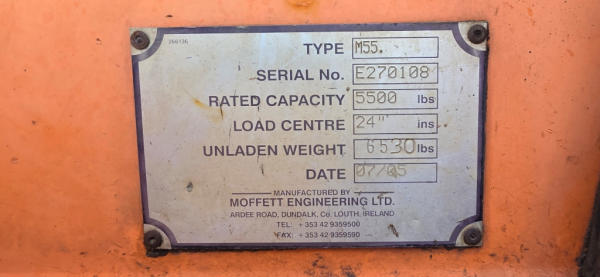 266136
TYPE M55.
SERIAL No. E270108
RATED CAPACITY 5500 lbs
LOAD CENTRE 24" ins
UNLADEN WEIGHT 6530 lbs
DATE 07/05
MANUFACTURED BY
MOFFETT ENGINEERING LTD.
ARDEE ROAD, DUNDALK, Co. LOUTH, IRELAND
TEL: +353 42 9359500
FAX: +353 42 9359590